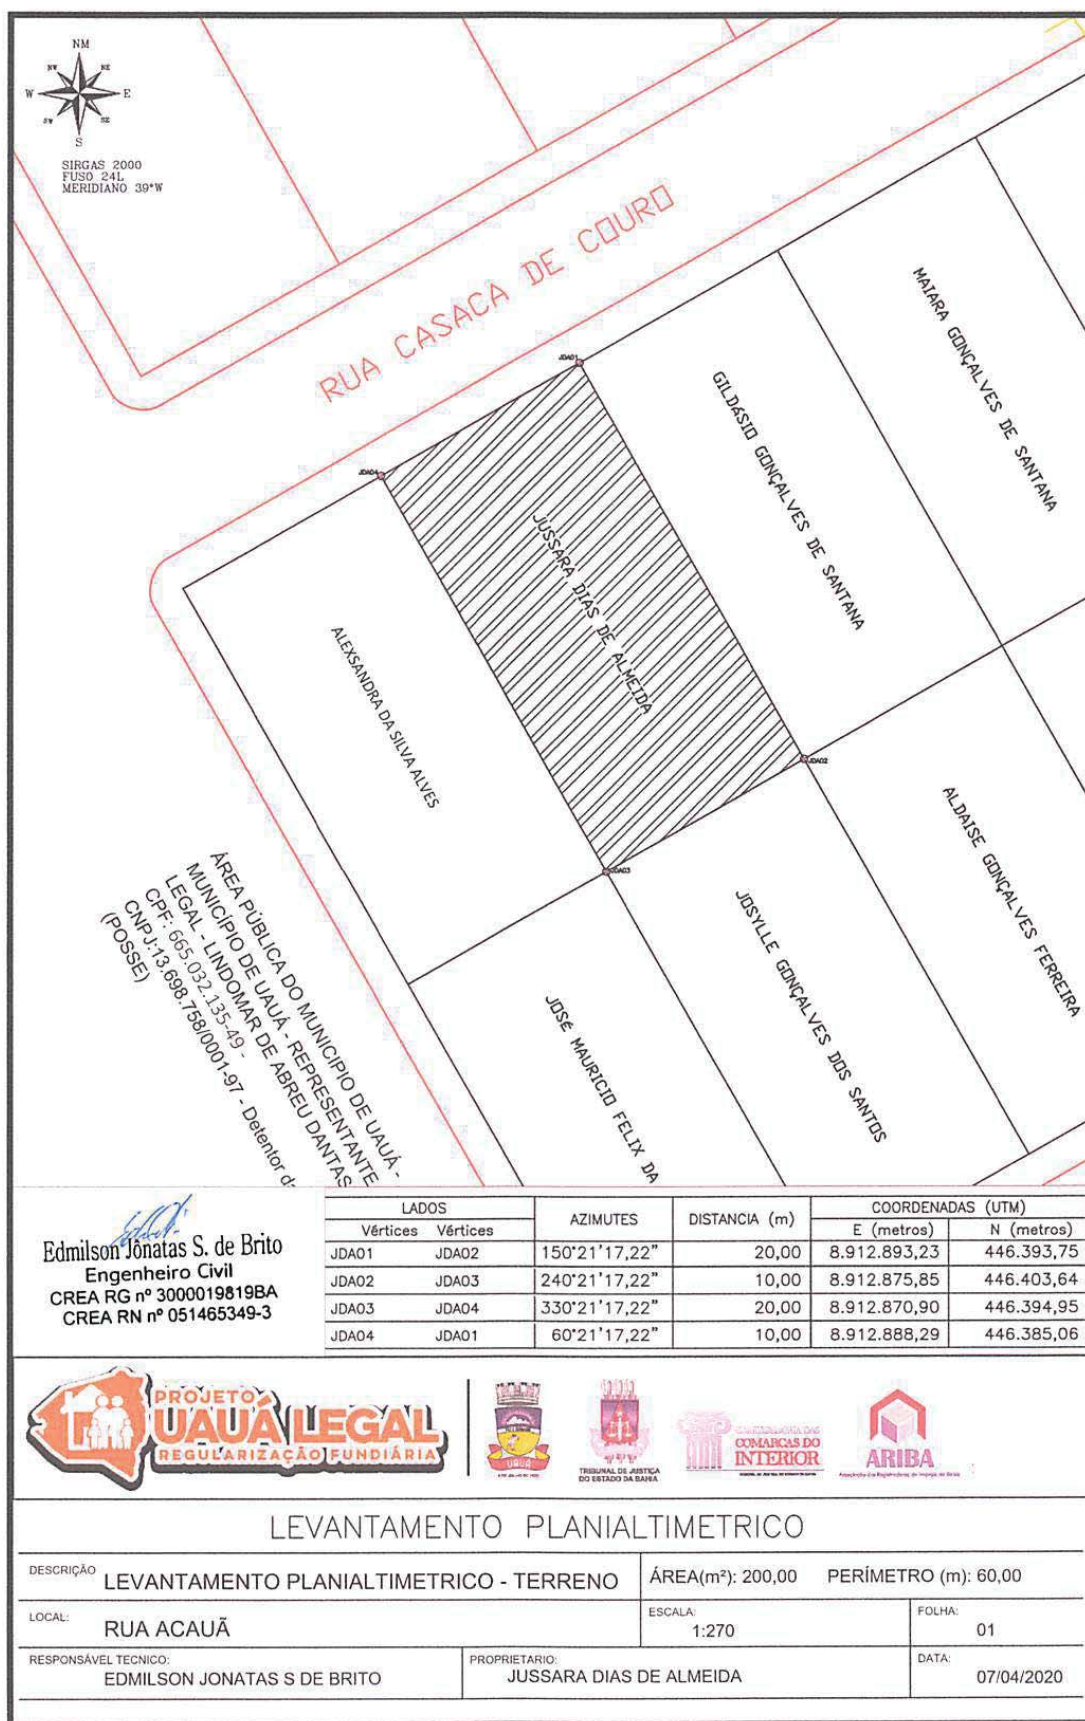 NM
NW
NE
W
E
SW
SE
S
SIRGAS 2000
FUSO 24L
MERIDIANO 39°W
RUA CASACA DE COURO
JDA01
JDA04
MAIARA GONÇALVES DE SANTANA
GILDÁSIO GONÇALVES DE SANTANA
JUSSARA DIAS DE ALMEIDA
ALEXSANDRA DA SILVA ALVES
JDA02
JDA03
ALDAISE GONÇALVES FERREIRA
JOSYLLE GONÇALVES DOS SANTOS
JOSÉ MAURICIO FELIX DA
ÁREA PÚBLICA DO MUNICIPIO DE UAUÁ -
MUNICÍPIO DE UAUÁ - REPRESENTANTE
LEGAL - LINDOMAR DE ABREU DANTAS
CPF: 665.032.135-49 -
CNPJ:13.698.758/0001-97 - Detentor d
(POSSE)
Edmilson Jônatas S. de Brito
Engenheiro Civil
CREA RG nº 3000019819BA
CREA RN nº 051465349-3
LADOS AZIMUTES DISTANCIA (m) COORDENADAS (UTM)
Vértices Vértices E (metros) N (metros)
JDA01 JDA02 150°21'17,22" 20,00 8.912.893,23 446.393,75
JDA02 JDA03 240°21'17,22" 10,00 8.912.875,85 446.403,64
JDA03 JDA04 330°21'17,22" 20,00 8.912.870,90 446.394,95
JDA04 JDA01 60°21'17,22" 10,00 8.912.888,29 446.385,06
PROJETO
UAUÁ LEGAL
REGULARIZAÇÃO FUNDIÁRIA
UAUÁ
TRIBUNAL DE JUSTIÇA
DO ESTADO DA BAHIA
COMARCAS DO
INTERIOR
ARIBA
LEVANTAMENTO PLANIALTIMETRICO
DESCRIÇÃO LEVANTAMENTO PLANIALTIMETRICO - TERRENO ÁREA(m²): 200,00 PERÍMETRO (m): 60,00
LOCAL: RUA ACAUÃ ESCALA: 1:270 FOLHA: 01
RESPONSÁVEL TECNICO: EDMILSON JONATAS S DE BRITO PROPRIETARIO: JUSSARA DIAS DE ALMEIDA DATA: 07/04/2020